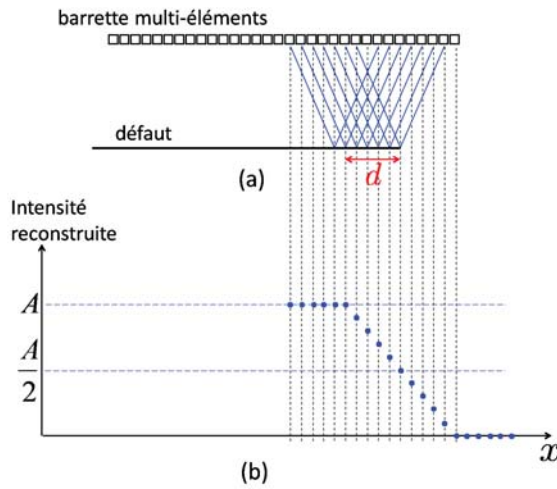 barrette multi-éléments
défaut
d
(a)
Intensité
reconstruite
A
A
2
x
(b)